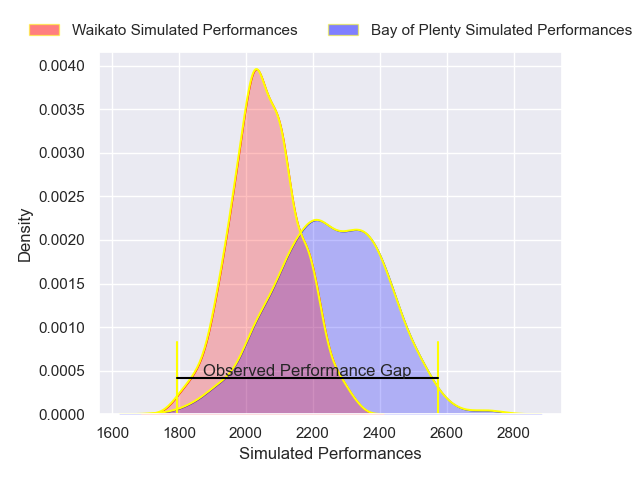 Waikato Simulated Performances
Bay of Plenty Simulated Performances
0.0040
0.0035
0.0030
0.0025
0.0020
0.0015
0.0010
0.0005
0.0000
Density
Observed Performance Gap
1600 1800 2000 2200 2400 2600 2800
Simulated Performances